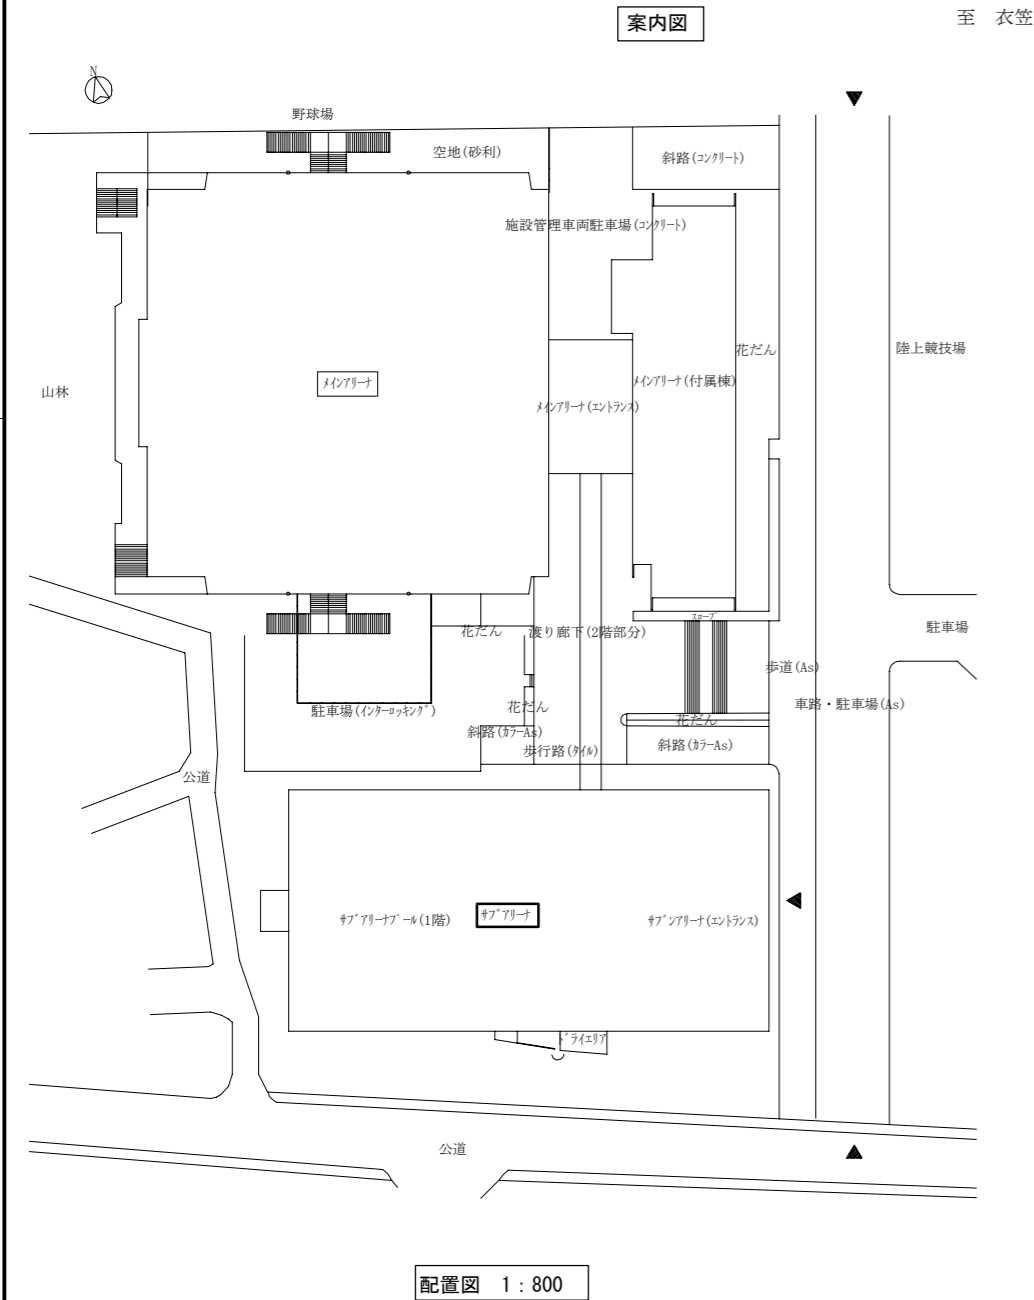 案内図
至 衣笠
N
野球場
空地(砂利)
斜路(ｺﾝｸﾘｰﾄ)
施設管理車両駐車場(ｺﾝｸﾘｰﾄ)
花だん
陸上競技場
山林
ﾒｲﾝｱﾘｰﾅ
ﾒｲﾝｱﾘｰﾅ(付属棟)
ﾒｲﾝｱﾘｰﾅ(ｴﾝﾄﾗﾝｽ)
ｽﾛｰﾌﾟ
花だん
渡り廊下(2階部分)
駐車場
歩道(As)
駐車場(ｲﾝﾀｰﾛｯｷﾝｸﾞ)
花だん
車路・駐車場(As)
花だん
斜路(ｶﾗｰAs)
歩行路(ﾀｲﾙ)
斜路(ｶﾗｰAs)
公道
ｻﾌﾞｱﾘｰﾅﾌﾟｰﾙ(1階)
ｻﾌﾞｱﾘｰﾅ
ｻﾌﾞﾝｱﾘｰﾅ(ｴﾝﾄﾗﾝｽ)
ﾄﾞﾗｲｴﾘｱ
公道
配置図 1：800